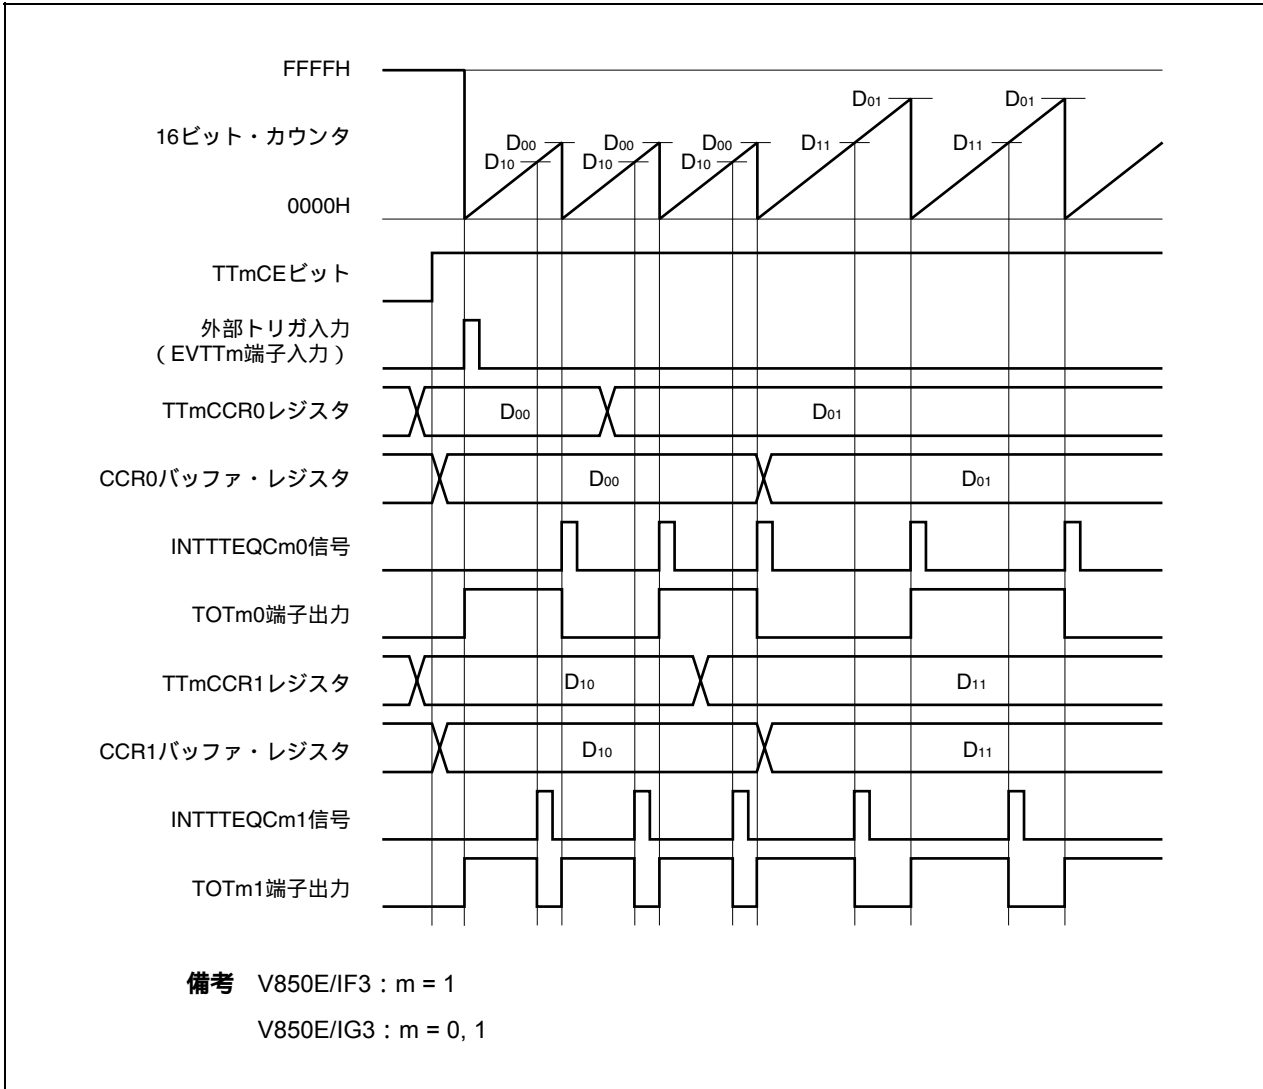 FFFFH
D01 D01
16ビット・カウンタ
D00 D00 D00 D11 D11
D10 D10 D10
0000H
TTmCEビット
外部トリガ入力
（EVTTm端子入力）
TTmCCR0レジスタ
D00 D01
CCR0バッファ・レジスタ
D00 D01
INTTTEQCm0信号
TOTm0端子出力
TTmCCR1レジスタ
D10 D11
CCR1バッファ・レジスタ
D10 D11
INTTTEQCm1信号
TOTm1端子出力
備考 V850E/IF3：m = 1
V850E/IG3：m = 0, 1